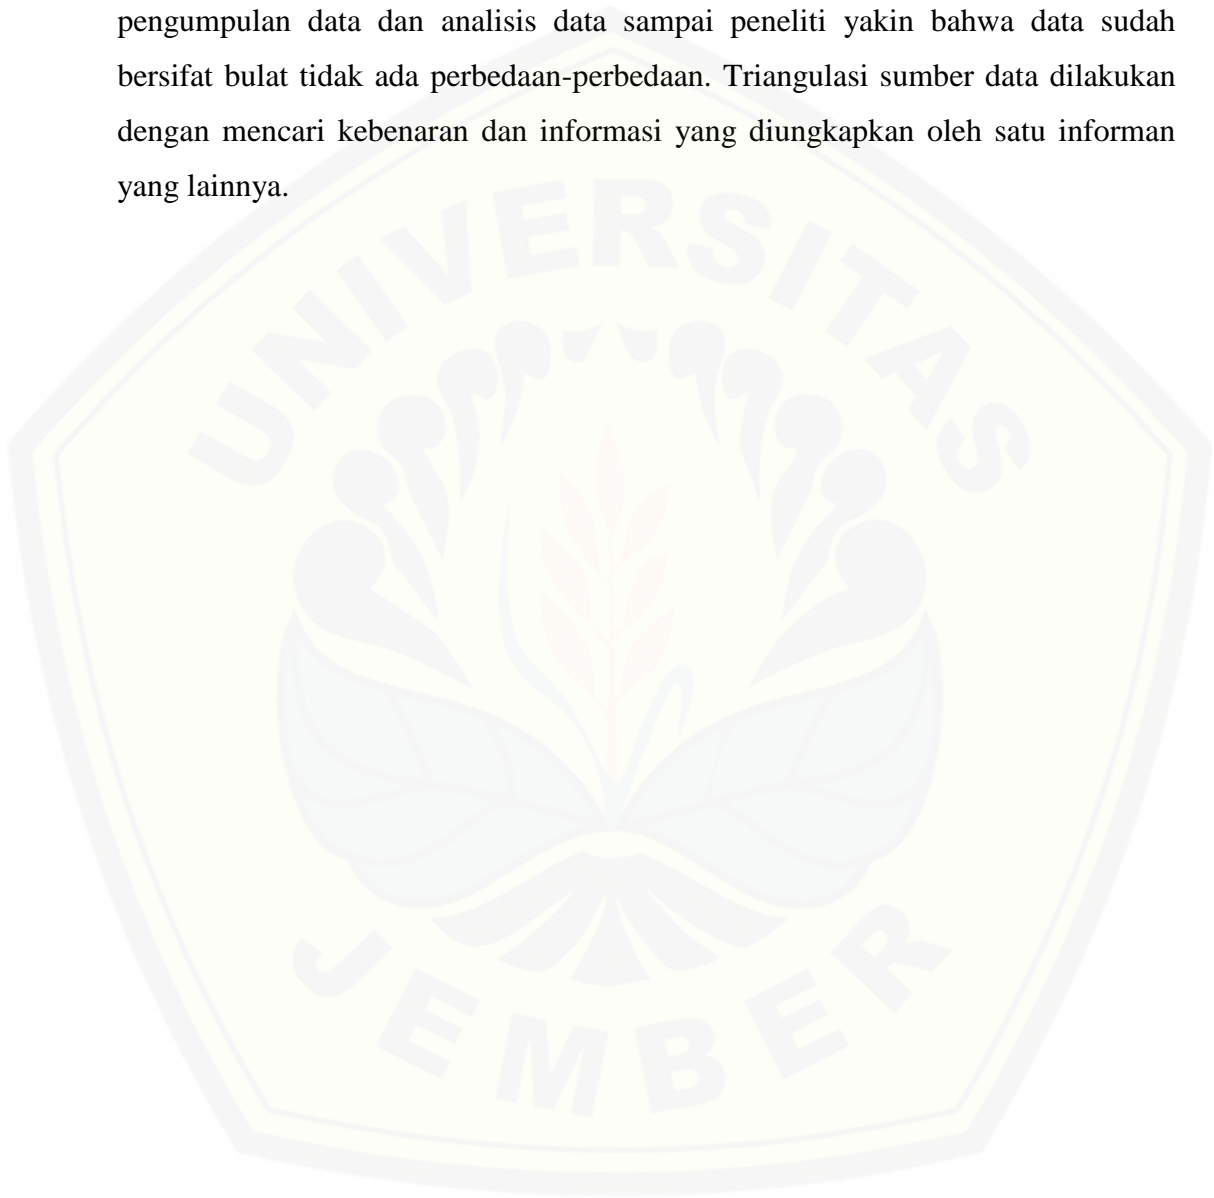 pengumpulan data dan analisis data sampai peneliti yakin bahwa data sudah
bersifat bulat tidak ada perbedaan-perbedaan. Triangulasi sumber data dilakukan
dengan mencari kebenaran dan informasi yang diungkapkan oleh satu informan
yang lainnya.
UNIVERSITAS
JEMBER